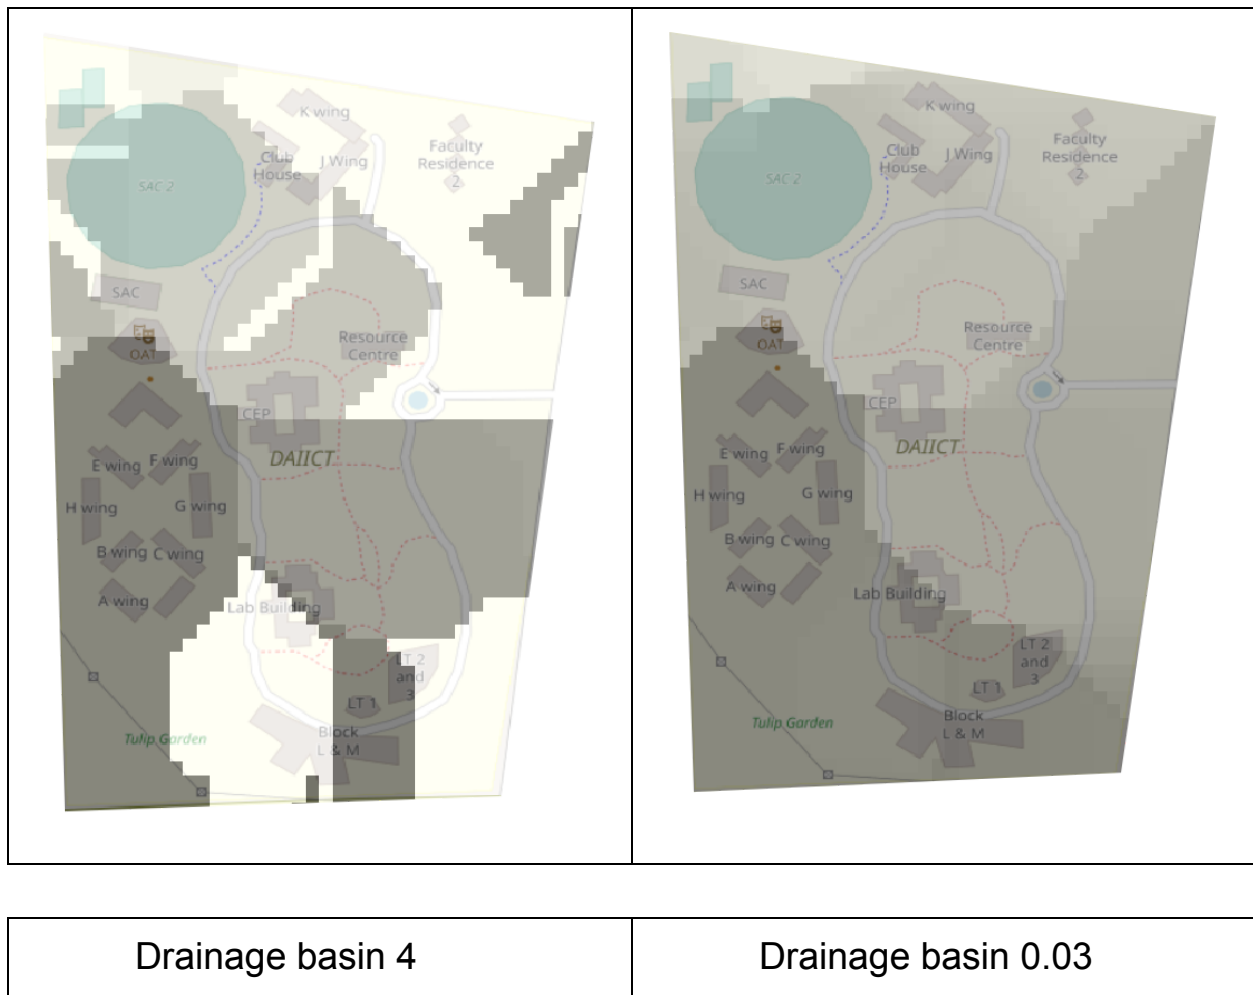 K wing
Club
House
J Wing
Faculty
Residence
2
SAC 2
SAC
OAT
Resource
Centre
CEP
DAIICT
E wing
F wing
H wing
G wing
B wing
C wing
A wing
Lab Building
LT 2
and
3
LT 1
Block
L & M
Tulip Garden
K wing
Club
House
J Wing
Faculty
Residence
2
SAC 2
SAC
OAT
Resource
Centre
CEP
DAIICT
E wing
F wing
H wing
G wing
B wing
C wing
A wing
Lab Building
LT 2
and
3
LT 1
Block
L & M
Tulip Garden
Drainage basin 4
Drainage basin 0.03